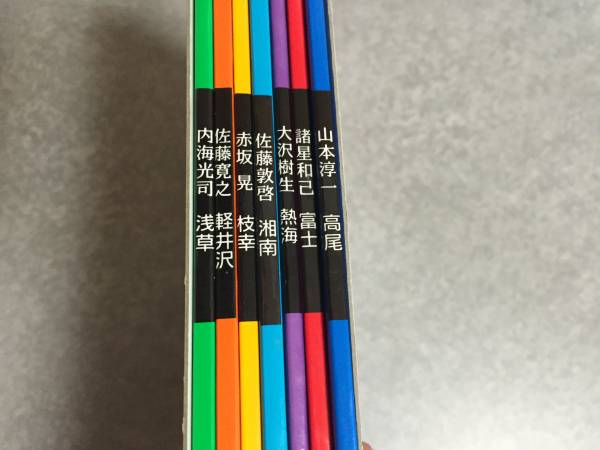 山本淳一 高尾
諸星和己 富士
大沢樹生 熱海
佐藤敦啓 湘南
赤坂 晃 枝幸
佐藤寛之 軽井沢
内海光司 浅草